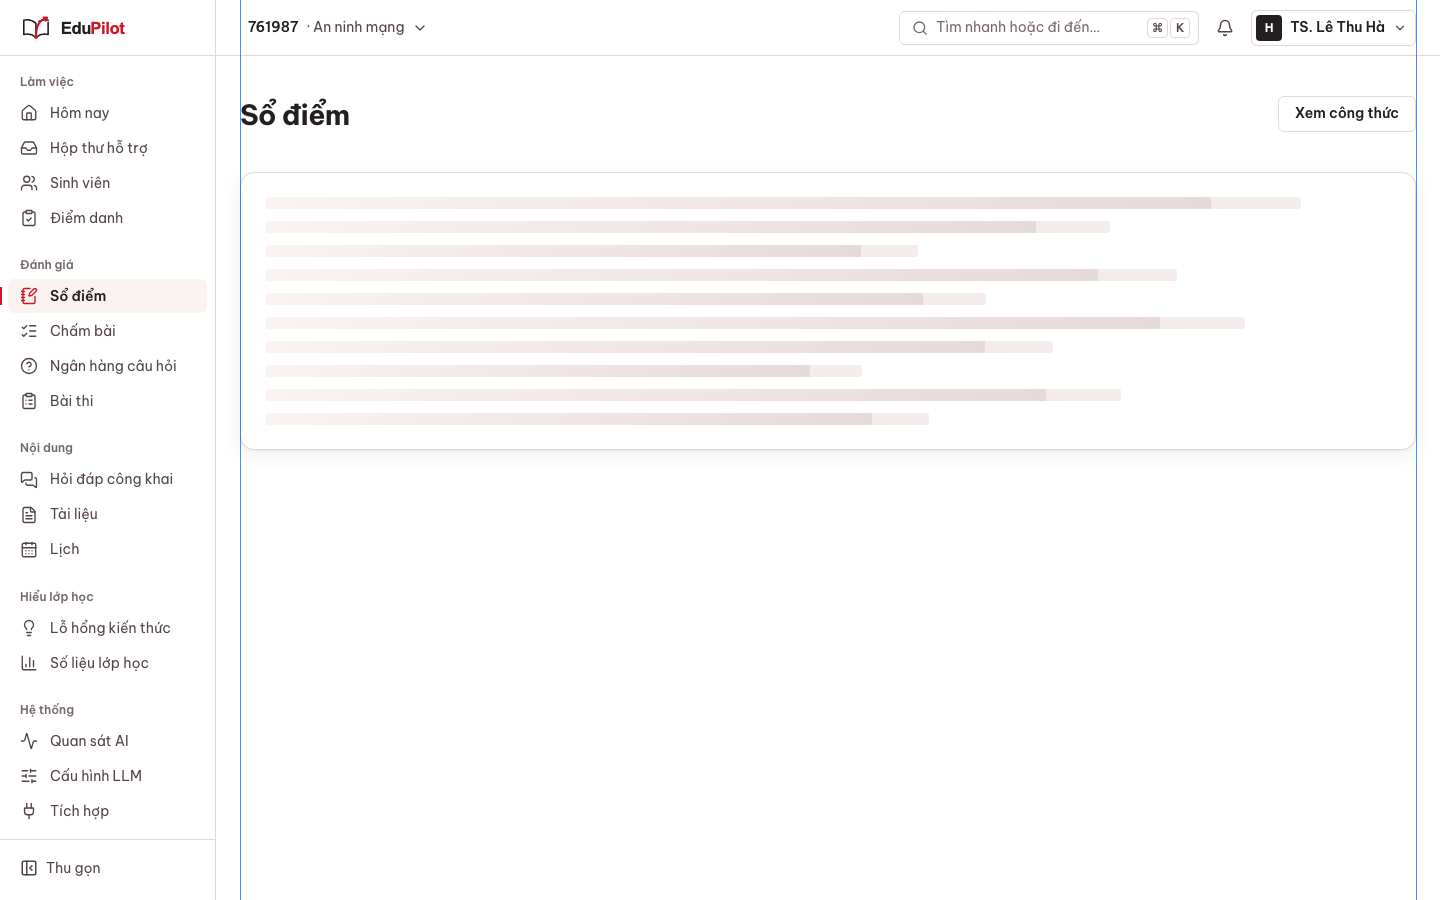 EduPilot
761987 · An ninh mạng
Tìm nhanh hoặc đi đến...
⌘ K
H
TS. Lê Thu Hà
Làm việc
Hôm nay
Hộp thư hỗ trợ
Sinh viên
Điểm danh
Đánh giá
Sổ điểm
Chấm bài
Ngân hàng câu hỏi
Bài thi
Nội dung
Hỏi đáp công khai
Tài liệu
Lịch
Hiểu lớp học
Lỗ hổng kiến thức
Số liệu lớp học
Hệ thống
Quan sát AI
Cấu hình LLM
Tích hợp
Thu gọn
Sổ điểm
Xem công thức